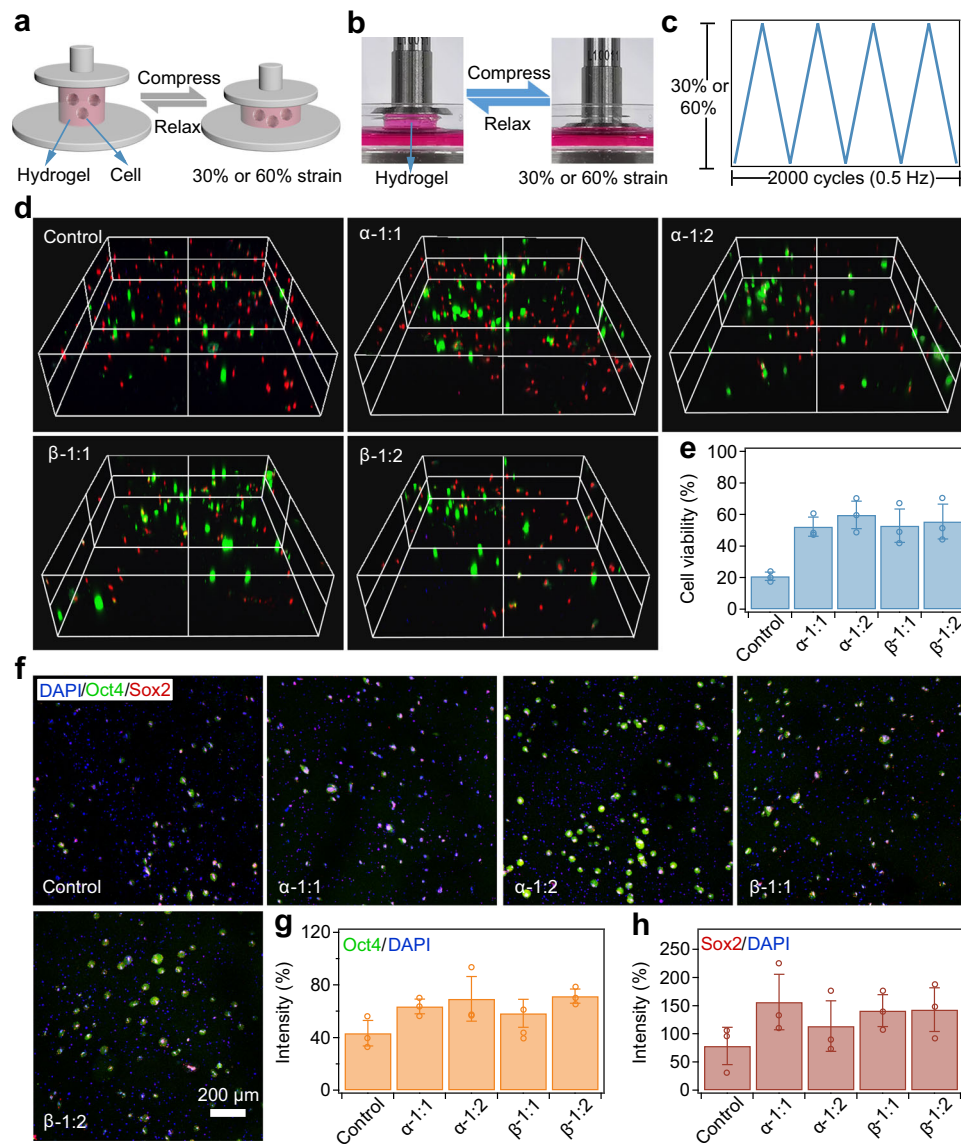 a
Compress
Relax
Hydrogel
Cell
30% or 60% strain
b
L10011
Compress
Relax
Hydrogel
30% or 60% strain
c
30% or
60%
2000 cycles (0.5 Hz)
d
Control
α-1:1
α-1:2
β-1:1
β-1:2
e
Cell viability (%)
100
80
60
40
20
0
Control
α-1:1
α-1:2
β-1:1
β-1:2
f
DAPI/Oct4/Sox2
Control
α-1:1
α-1:2
β-1:1
β-1:2
200 μm
g
Oct4/DAPI
Intensity (%)
120
80
40
0
Control
α-1:1
α-1:2
β-1:1
β-1:2
h
Sox2/DAPI
Intensity (%)
250
200
150
100
50
0
Control
α-1:1
α-1:2
β-1:1
β-1:2